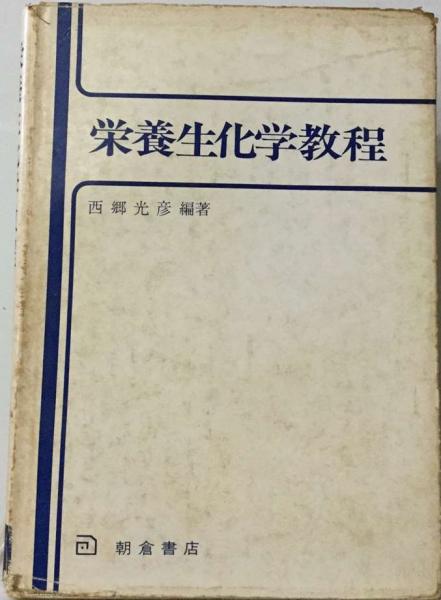 栄養生化学教程
西郷光彦編著
朝倉書店